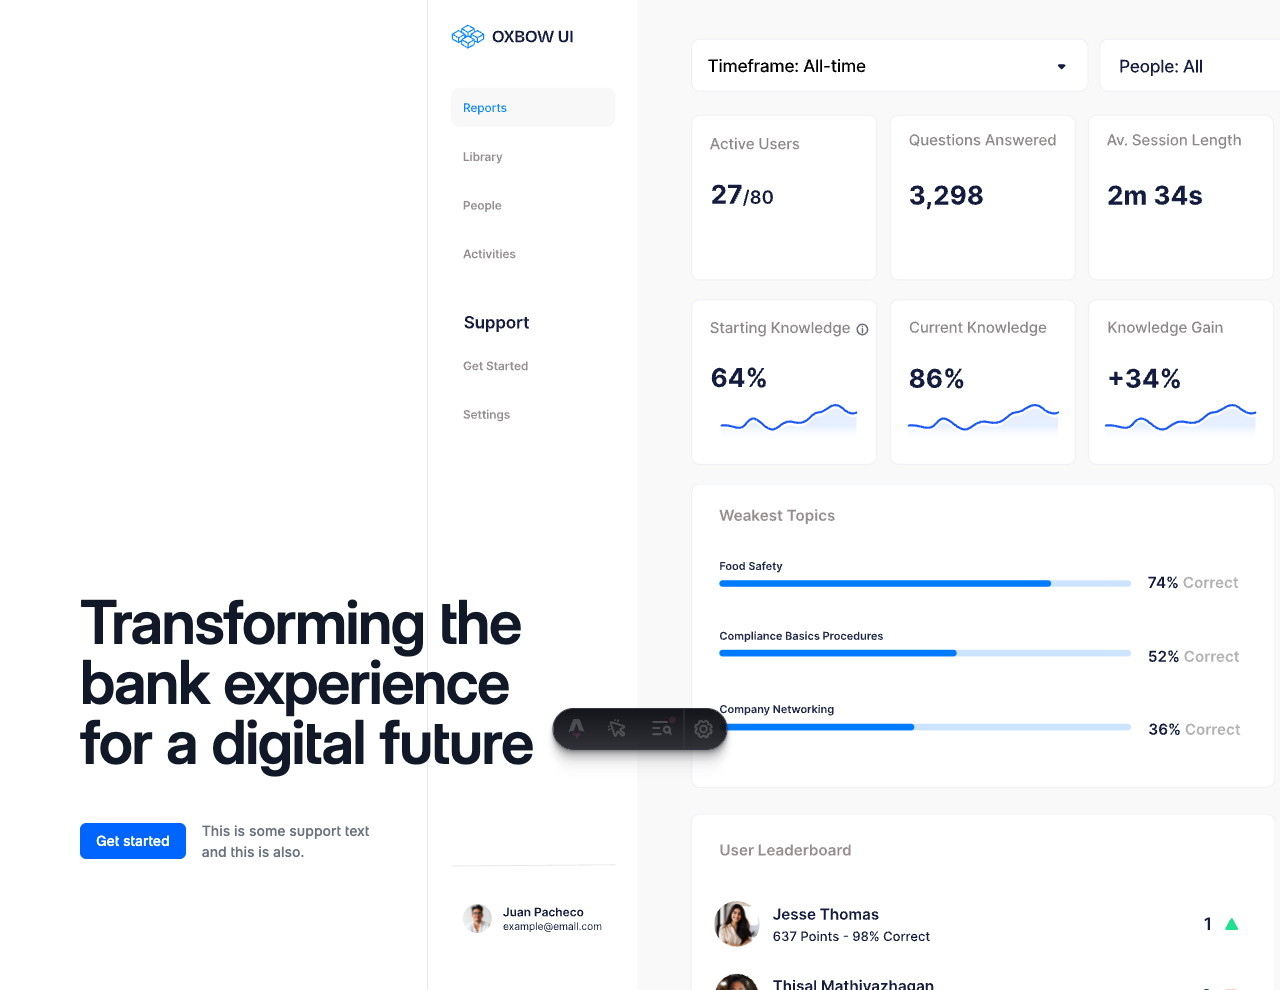 OXBOW UI
Reports
Library
People
Activities
Support
Get Started
Settings
Transforming the
bank experience
for a digital future
Get started
This is some support text
and this is also.
Juan Pacheco
example@email.com
Timeframe: All-time
People: All
Active Users
27/80
Questions Answered
3,298
Av. Session Length
2m 34s
Starting Knowledge
64%
Current Knowledge
86%
Knowledge Gain
+34%
Weakest Topics
Food Safety
74% Correct
Compliance Basics Procedures
52% Correct
Company Networking
36% Correct
User Leaderboard
Jesse Thomas
637 Points - 98% Correct
1
Thisal Mathiyazhagan